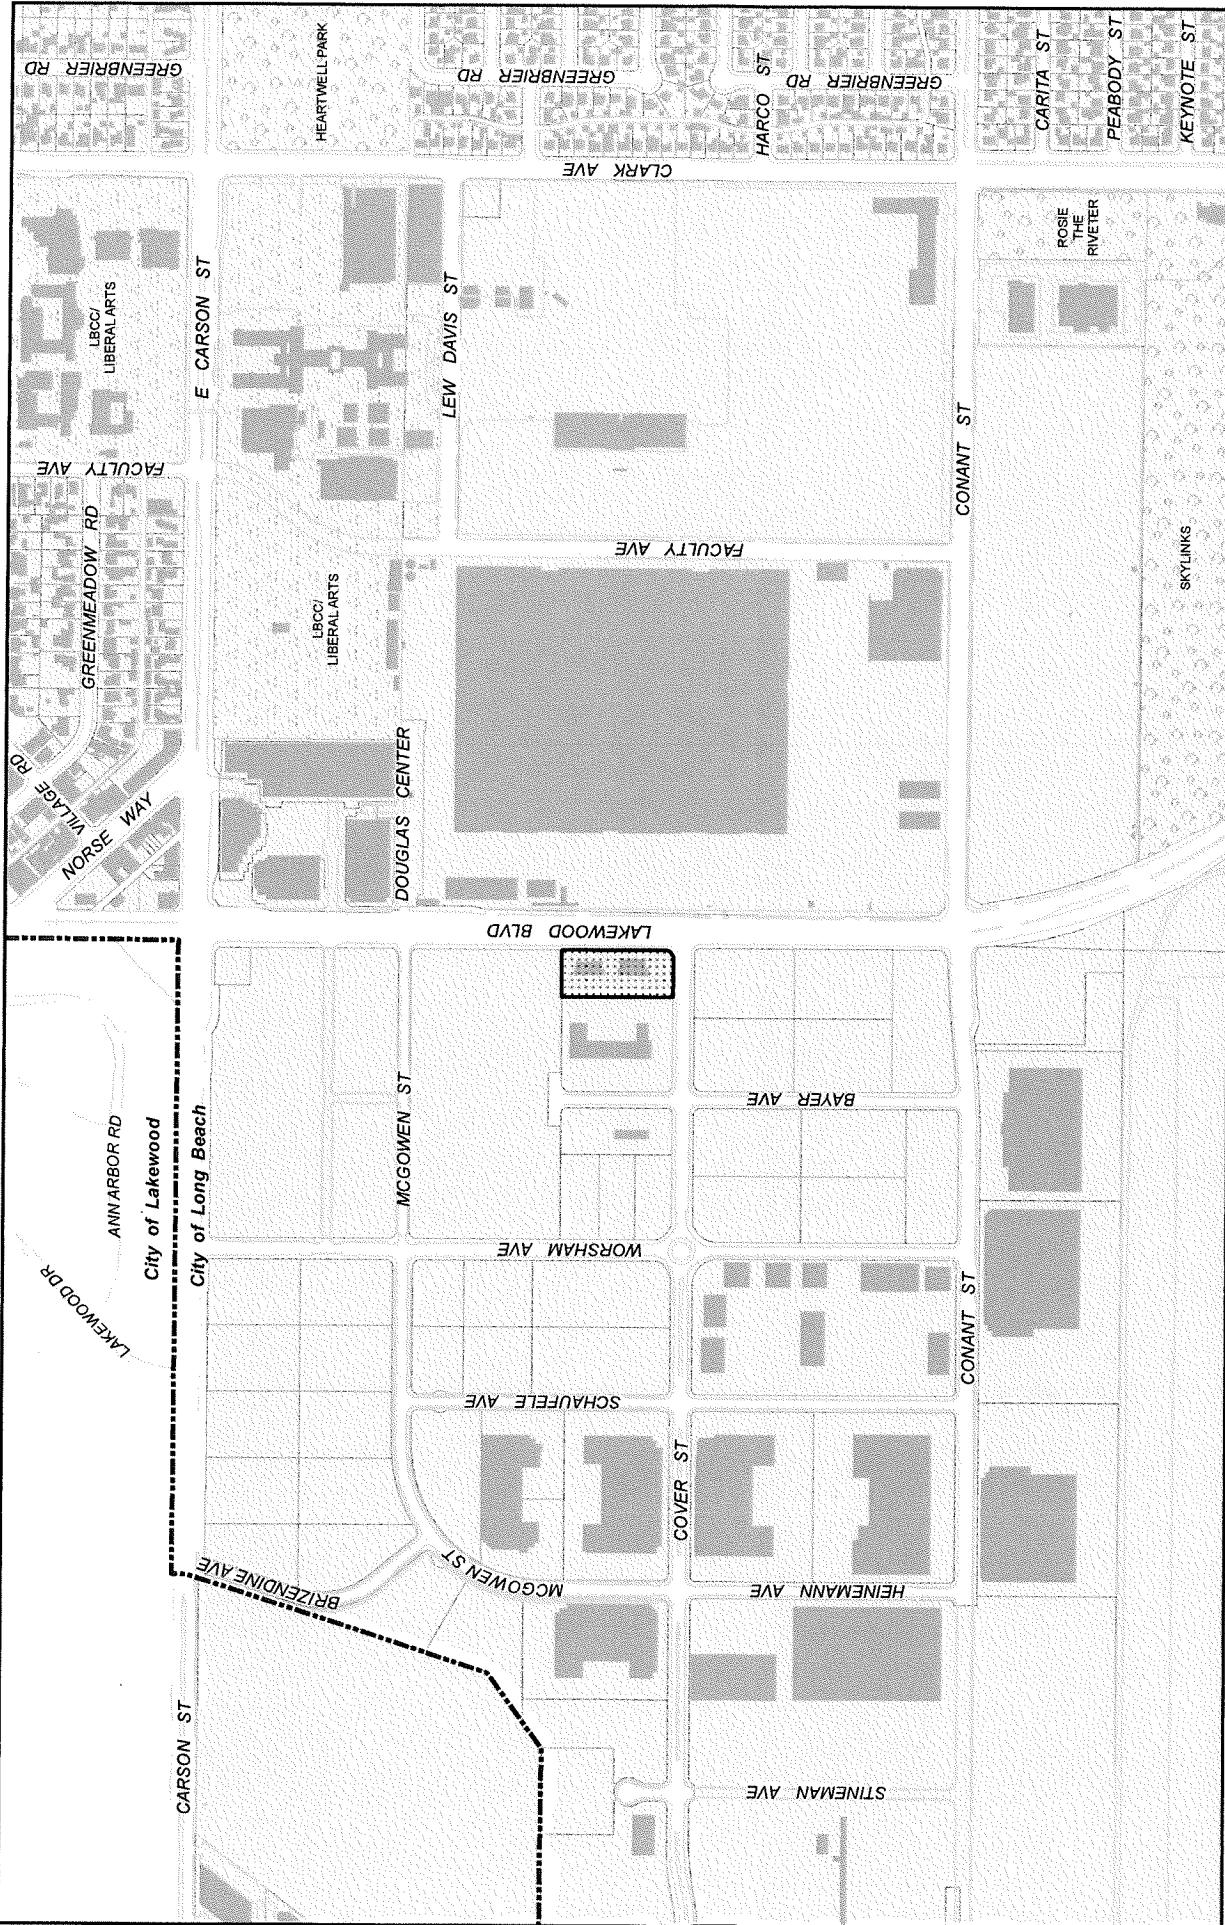 GREENBRIER RD
HEARTWELL PARK
GREENBRIER RD
HARCO ST
GREENBRIER RD
CARITA ST
PEABODY ST
KEYNOTE ST
CLARK AVE
LBCC/
LIBERAL ARTS
E CARSON ST
LEW DAVIS ST
ROSIE
THE
RIVETER
FACULTY AVE
GREENMEADOW RD
CONANT ST
FACULTY AVE
LBCC/
LIBERAL ARTS
SKYLINKS
VILLAGE RD
NORSE WAY
DOUGLAS CENTER
LAKEWOOD BLVD
ANN ARBOR RD
City of Lakewood
City of Long Beach
MCGOWEN ST
BAYER AVE
LAKEWOOD DR
WORSHAM AVE
CONANT ST
SCHAUFELE AVE
COVER ST
BRIZENDINE AVE
MCGOWEN ST
HEINEMANN AVE
CARSON ST
STINEMAN AVE